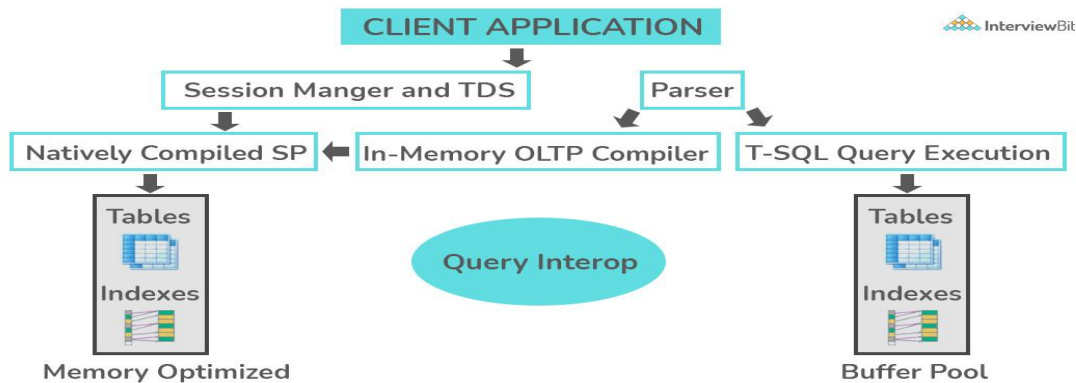 CLIENT APPLICATION
InterviewBit
Session Manger and TDS
Parser
Natively Compiled SP
In-Memory OLTP Compiler
T-SQL Query Execution
Tables
Indexes
Memory Optimized
Query Interop
Tables
Indexes
Buffer Pool